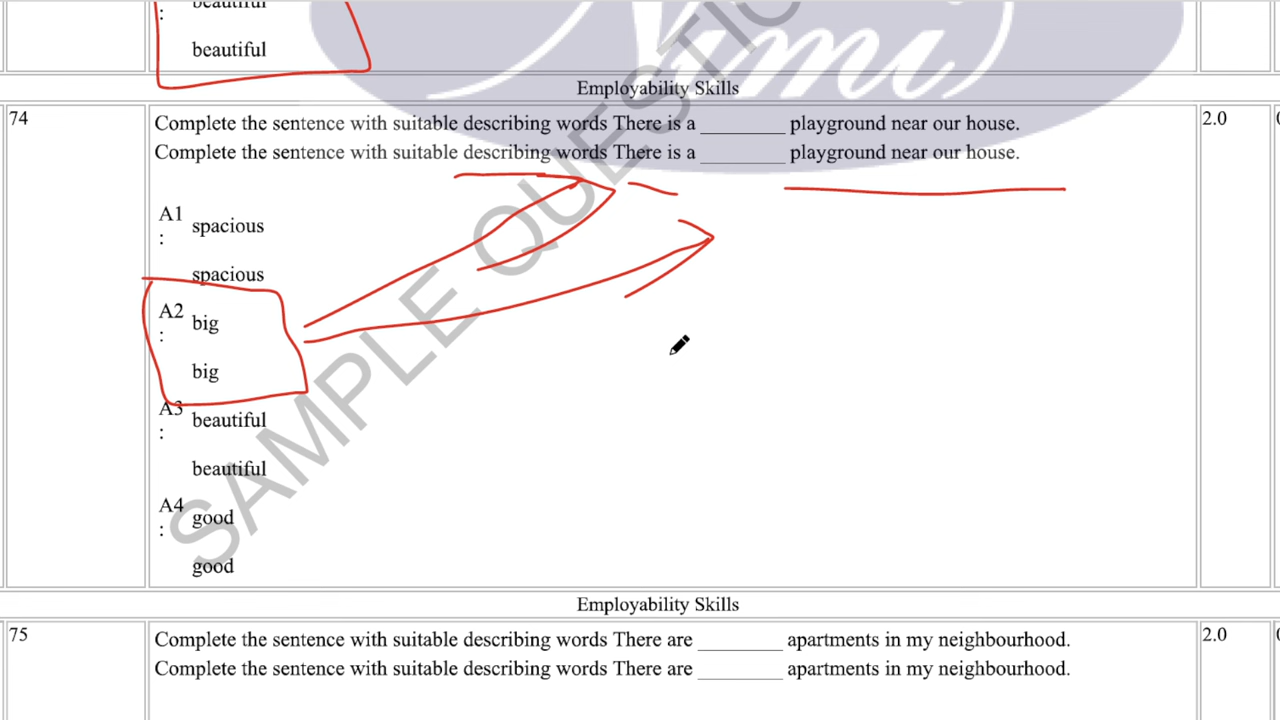 beautiful
:
beautiful
Nimi
Employability Skills
74
Complete the sentence with suitable describing words There is a ________ playground near our house.
2.0
Complete the sentence with suitable describing words There is a ________ playground near our house.
A1
:
spacious
spacious
A2
:
big
big
A3
:
beautiful
beautiful
A4
:
good
good
SAMPLE QUESTIO
Employability Skills
75
Complete the sentence with suitable describing words There are ________ apartments in my neighbourhood.
2.0
Complete the sentence with suitable describing words There are ________ apartments in my neighbourhood.